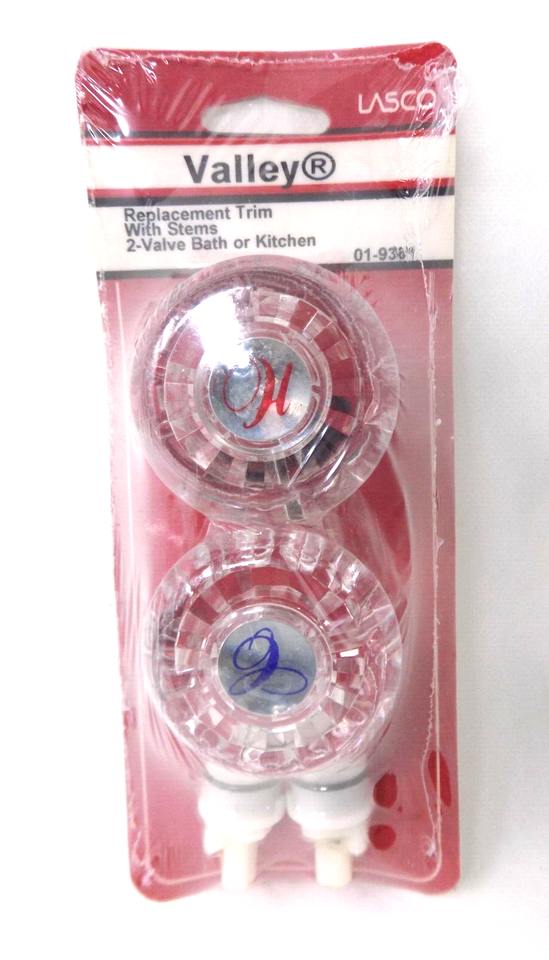 LASCO
Valley®
Replacement Trim
With Stems
2-Valve Bath or Kitchen
H
C